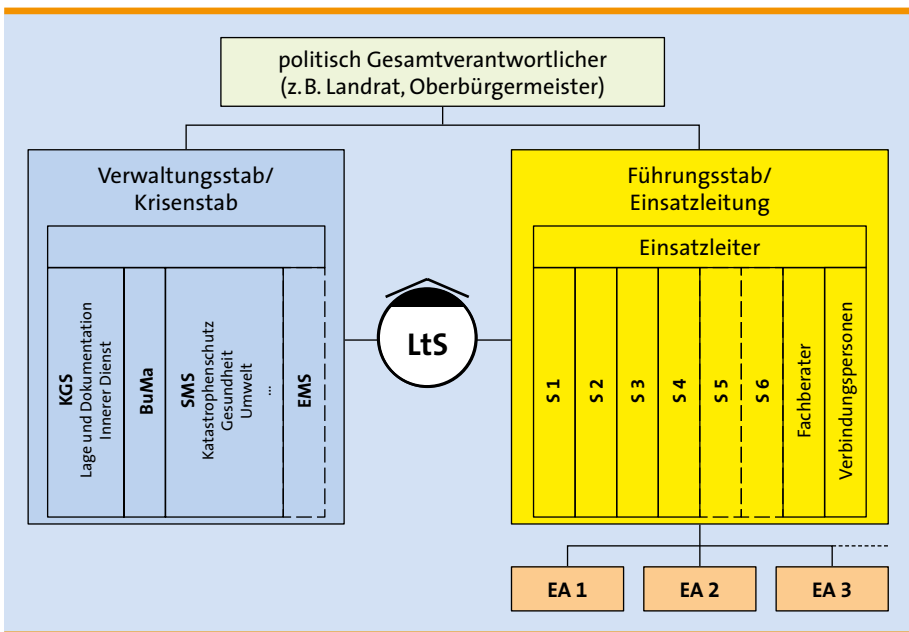 politisch Gesamtverantwortlicher
(z. B. Landrat, Oberbürgermeister)
Verwaltungsstab/
Krisenstab
KGS
Lage und Dokumentation
Innerer Dienst
BuMa
SMS
Katastrophenschutz
Gesundheit
Umwelt
...
EMS
LtS
Führungsstab/
Einsatzleitung
Einsatzleiter
S 1
S 2
S 3
S 4
S 5
S 6
Fachberater
Verbindungspersonen
EA 1
EA 2
EA 3